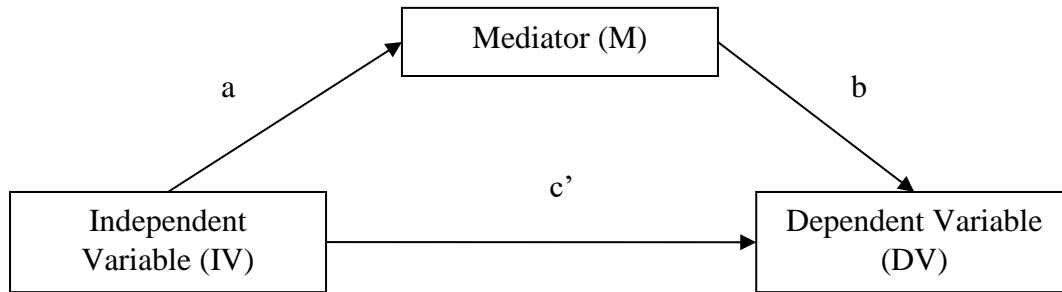 Mediator (M)
a
b
c’
Independent
Variable (IV)
Dependent Variable
(DV)